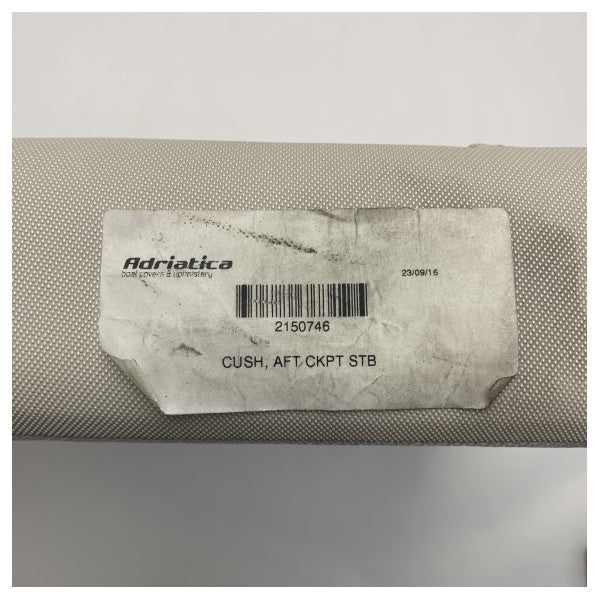 Adriatica
boat covers & upholstery
23/09/16
2150746
CUSH, AFT CKPT STB